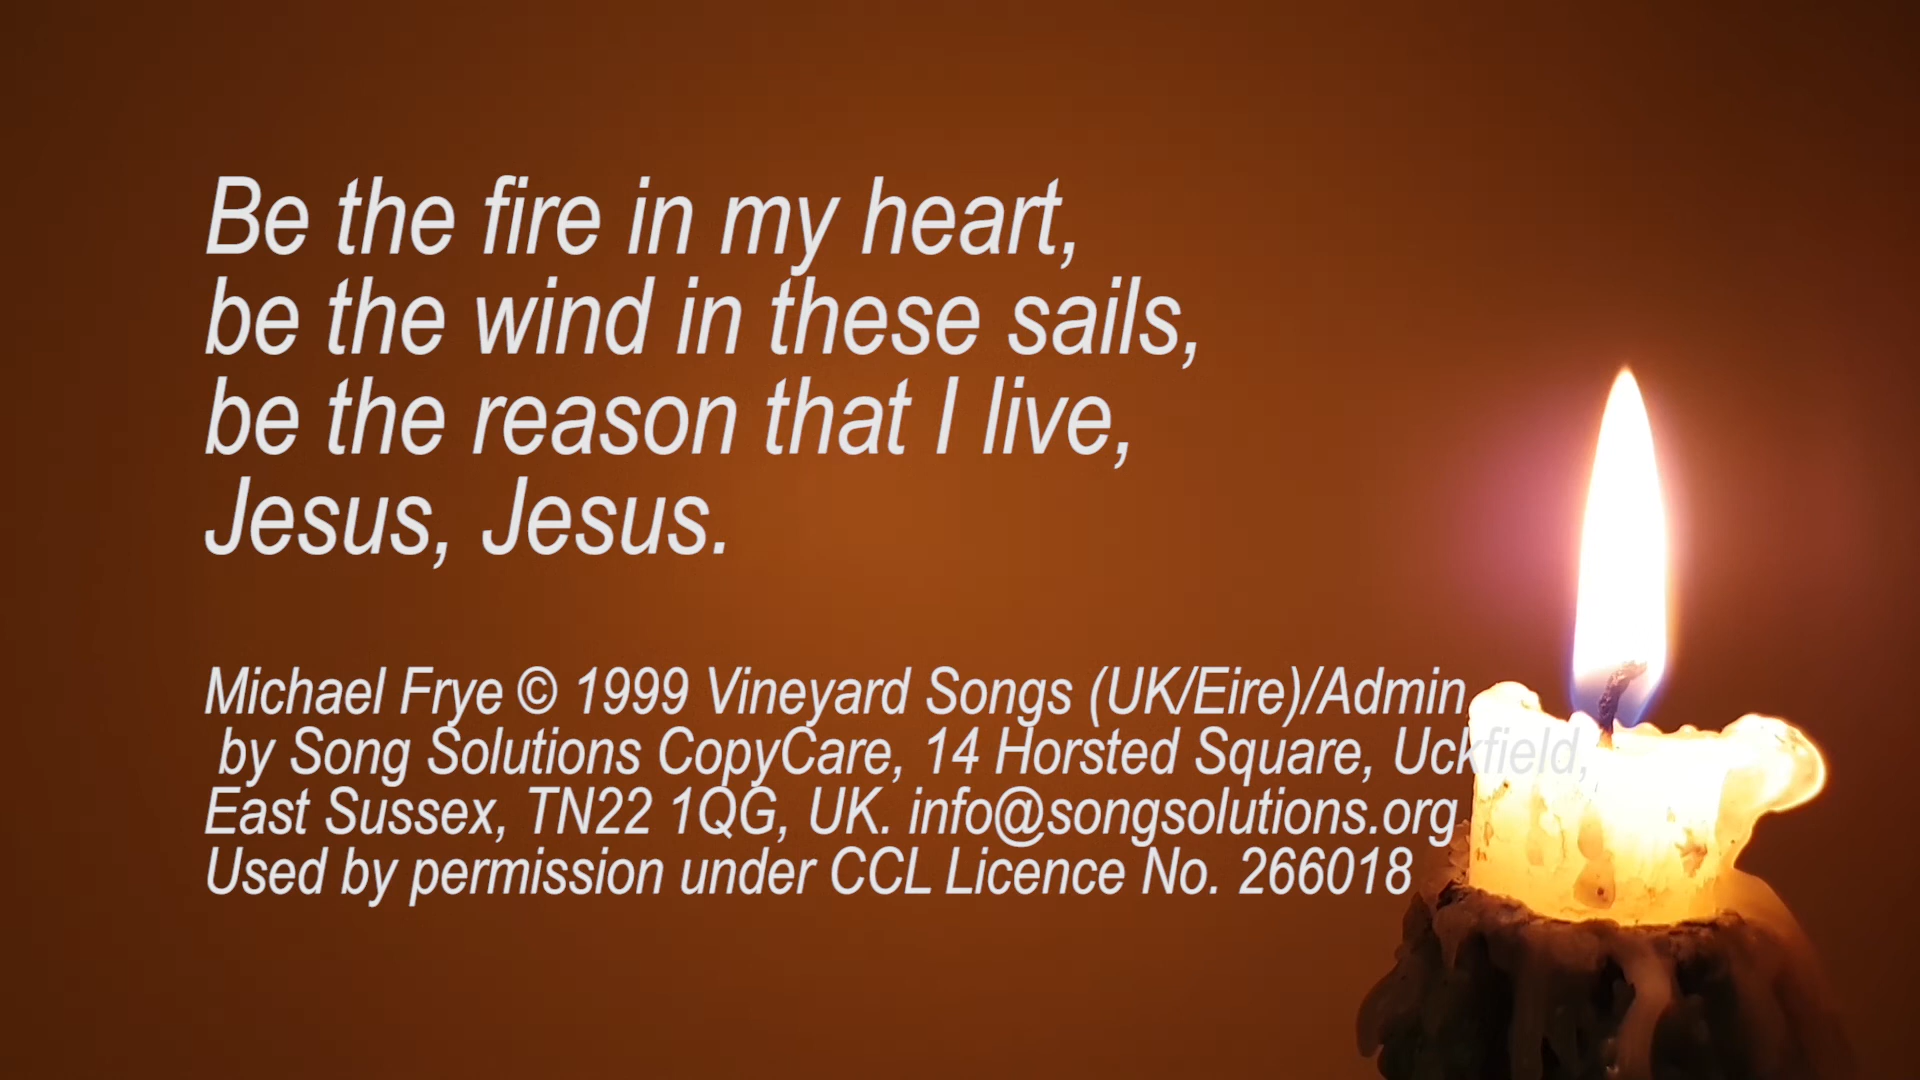 Be the fire in my heart,
be the wind in these sails,
be the reason that I live,
Jesus, Jesus.
Michael Frye © 1999 Vineyard Songs (UK/Eire)/Admin
by Song Solutions CopyCare, 14 Horsted Square, Uckfield,
East Sussex, TN22 1QG, UK. info@songsolutions.org
Used by permission under CCL Licence No. 266018